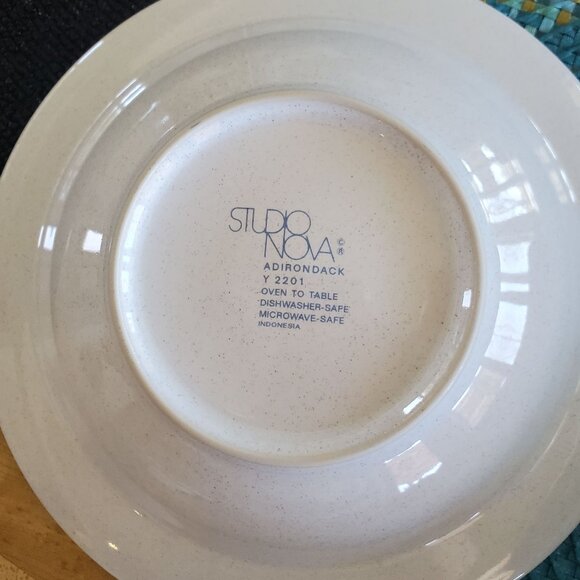 STUDIO
NOVA ©®
ADIRONDACK
Y 2201
OVEN TO TABLE
DISHWASHER-SAFE
MICROWAVE-SAFE
INDONESIA